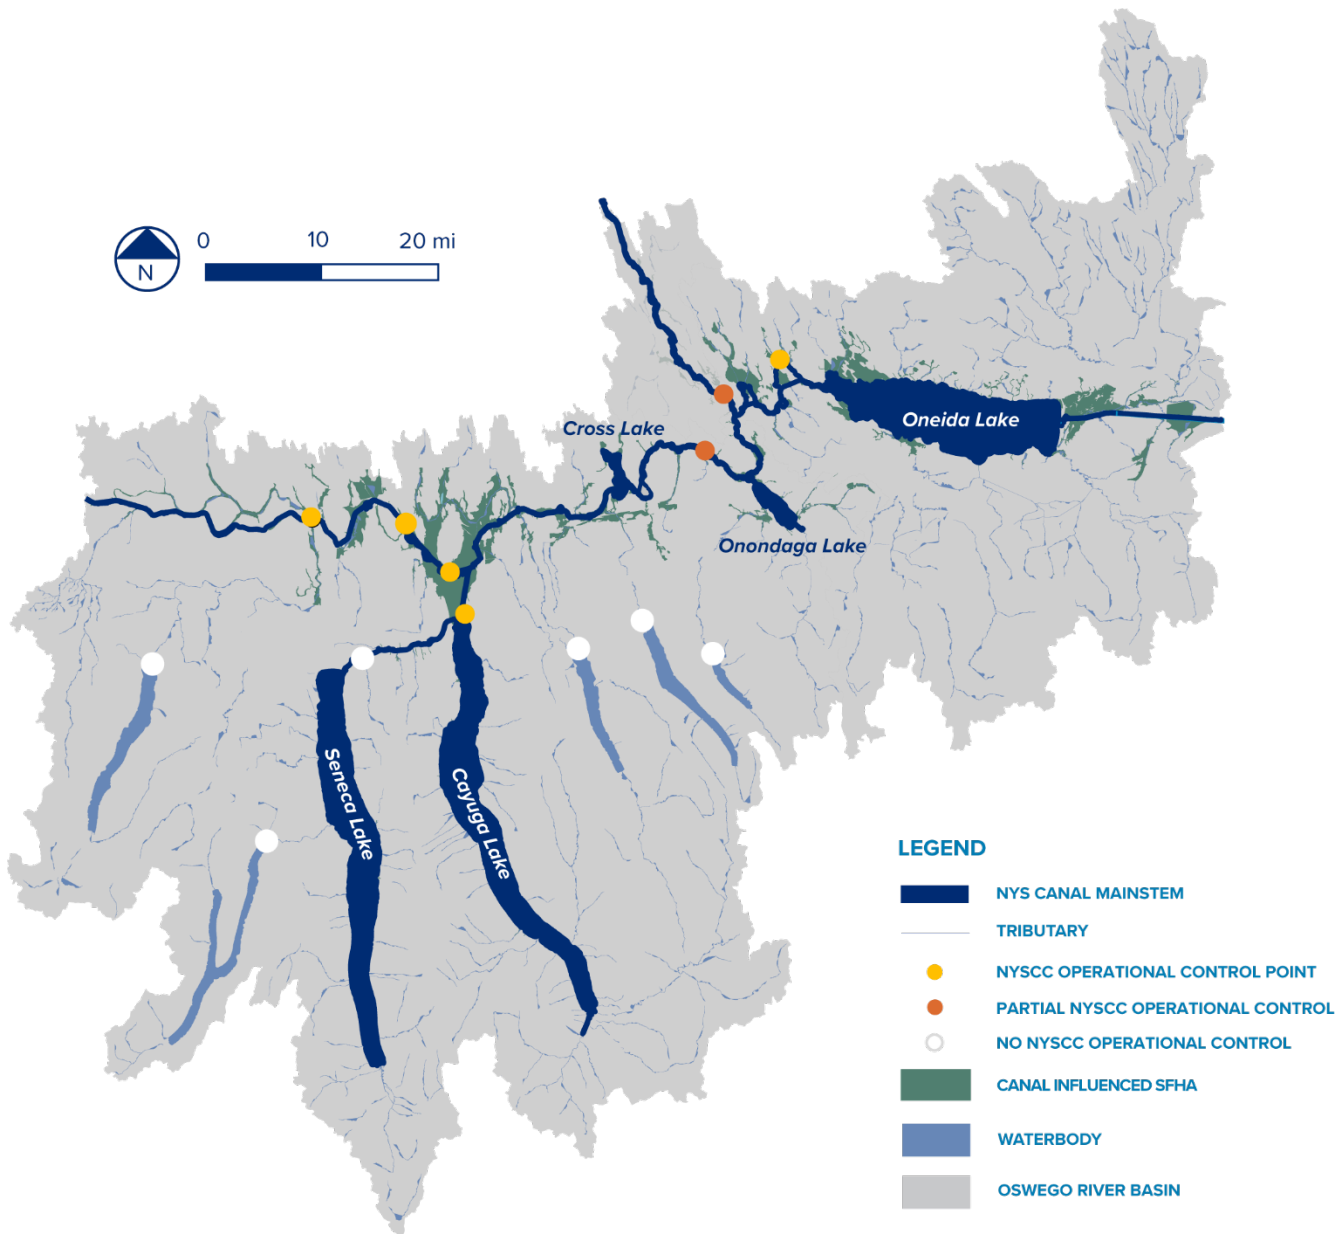 0 10 20 mi
N
Cross Lake
Oneida Lake
Onondaga Lake
Seneca Lake
Cayuga Lake
LEGEND
NYS CANAL MAINSTEM
TRIBUTARY
NYSCC OPERATIONAL CONTROL POINT
PARTIAL NYSCC OPERATIONAL CONTROL
NO NYSCC OPERATIONAL CONTROL
CANAL INFLUENCED SFHA
WATERBODY
OSWEGO RIVER BASIN